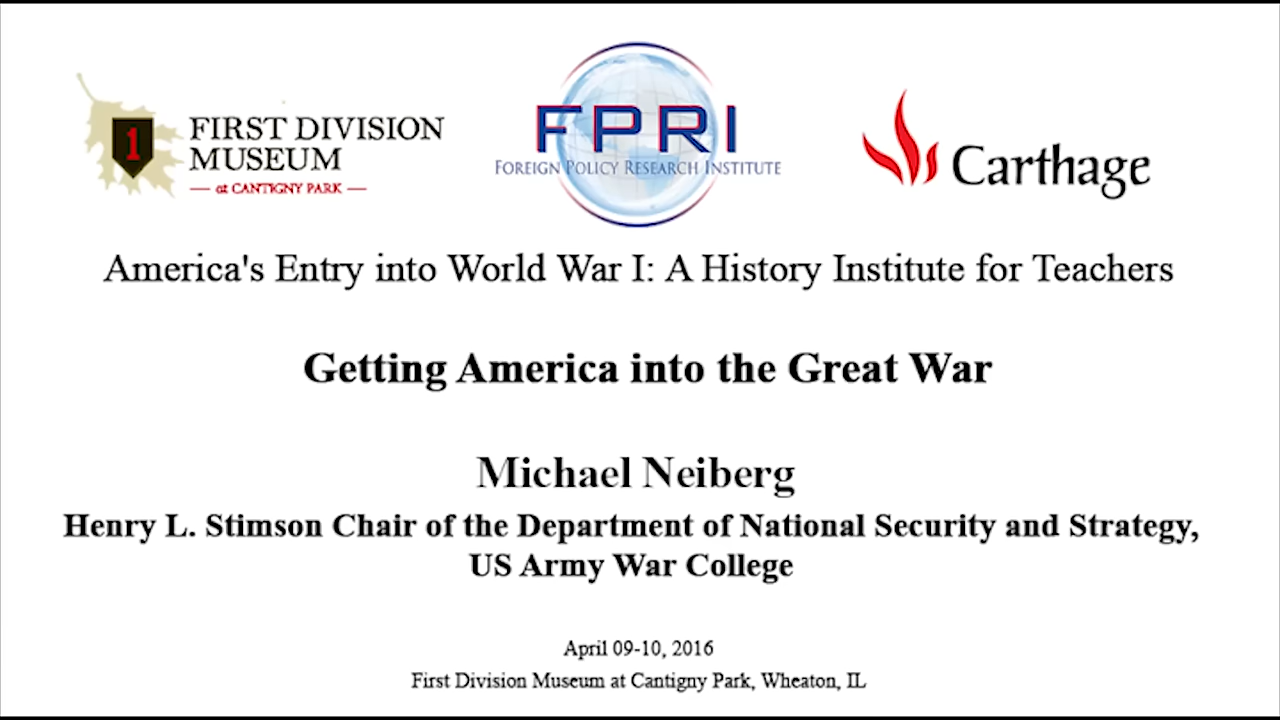 1
FIRST DIVISION
MUSEUM
at CANTIGNY PARK
FPRI
FOREIGN POLICY RESEARCH INSTITUTE
Carthage
America's Entry into World War I: A History Institute for Teachers
Getting America into the Great War
Michael Neiberg
Henry L. Stimson Chair of the Department of National Security and Strategy,
US Army War College
April 09-10, 2016
First Division Museum at Cantigny Park, Wheaton, IL